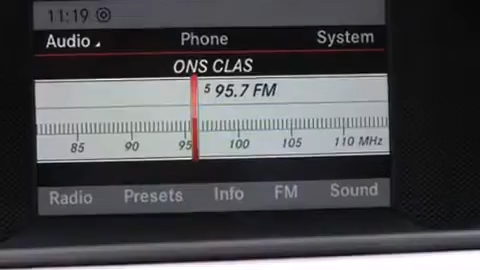 11:19
Audio Phone System
ONS CLAS
5 95.7 FM
85 90 95 100 105 110 MHz
Radio Presets Info FM Sound